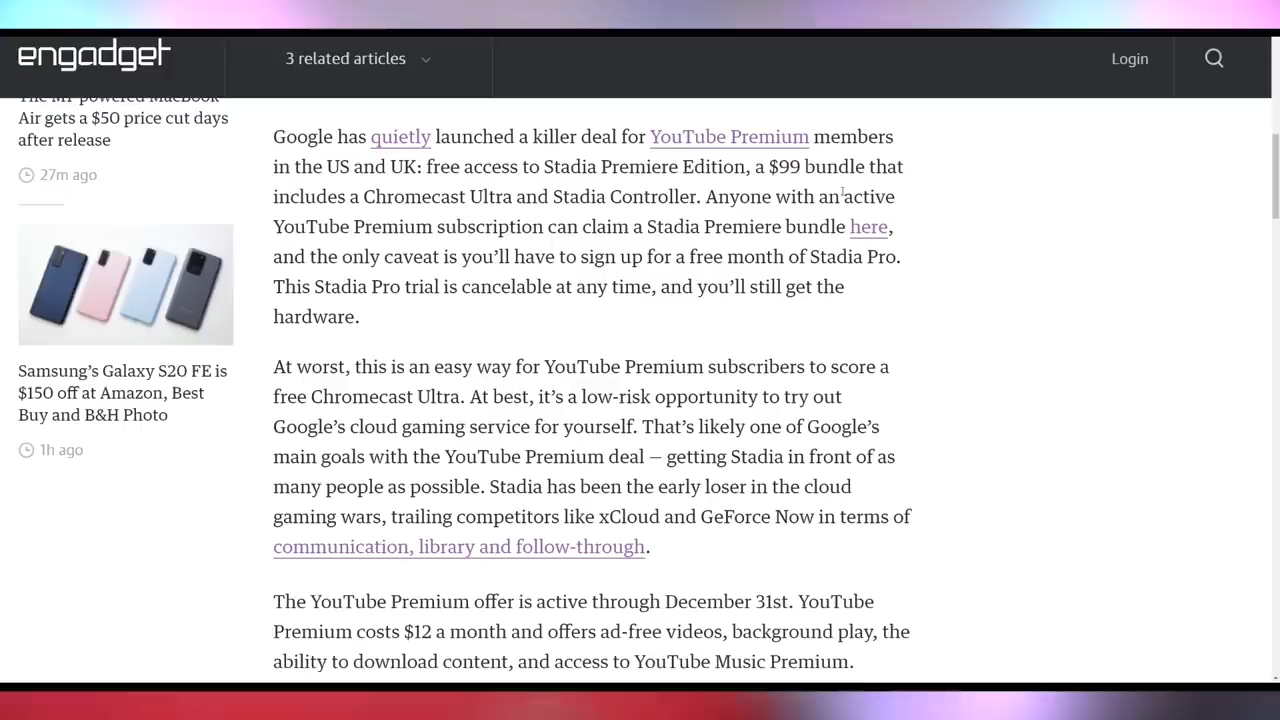 engadget
3 related articles
Login
The M1-powered MacBook
Air gets a $50 price cut days
after release
27m ago
Samsung’s Galaxy S20 FE is
$150 off at Amazon, Best
Buy and B&H Photo
1h ago
Google has quietly launched a killer deal for YouTube Premium members
in the US and UK: free access to Stadia Premiere Edition, a $99 bundle that
includes a Chromecast Ultra and Stadia Controller. Anyone with an active
YouTube Premium subscription can claim a Stadia Premiere bundle here,
and the only caveat is you’ll have to sign up for a free month of Stadia Pro.
This Stadia Pro trial is cancelable at any time, and you’ll still get the
hardware.
At worst, this is an easy way for YouTube Premium subscribers to score a
free Chromecast Ultra. At best, it’s a low-risk opportunity to try out
Google’s cloud gaming service for yourself. That’s likely one of Google’s
main goals with the YouTube Premium deal — getting Stadia in front of as
many people as possible. Stadia has been the early loser in the cloud
gaming wars, trailing competitors like xCloud and GeForce Now in terms of
communication, library and follow-through.
The YouTube Premium offer is active through December 31st. YouTube
Premium costs $12 a month and offers ad-free videos, background play, the
ability to download content, and access to YouTube Music Premium.